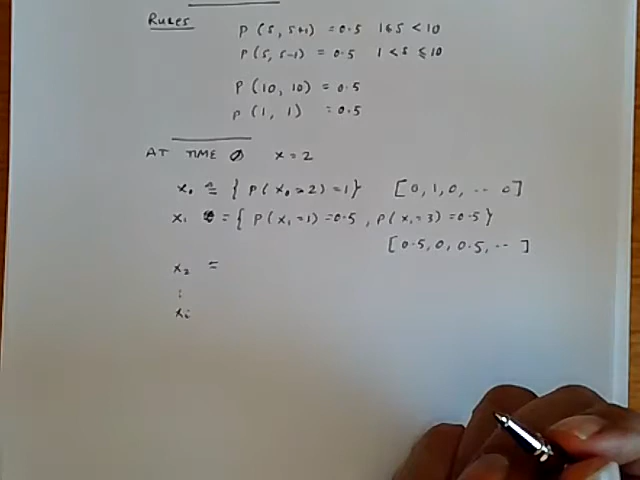 Rules
P(s, s+1) = 0.5 1≤s<10
P(s, s-1) = 0.5 1<s≤10
P(10, 10) = 0.5
P(1, 1) = 0.5
AT TIME 0 x=2
x₀ ≙ {P(x₀=2)=1} [0, 1, 0, -- 0]
x₁ = {P(x₁=1)=0.5, P(x₁=3)=0.5}
[0.5, 0, 0.5, -- ]
x₂ =
:
xᵢ